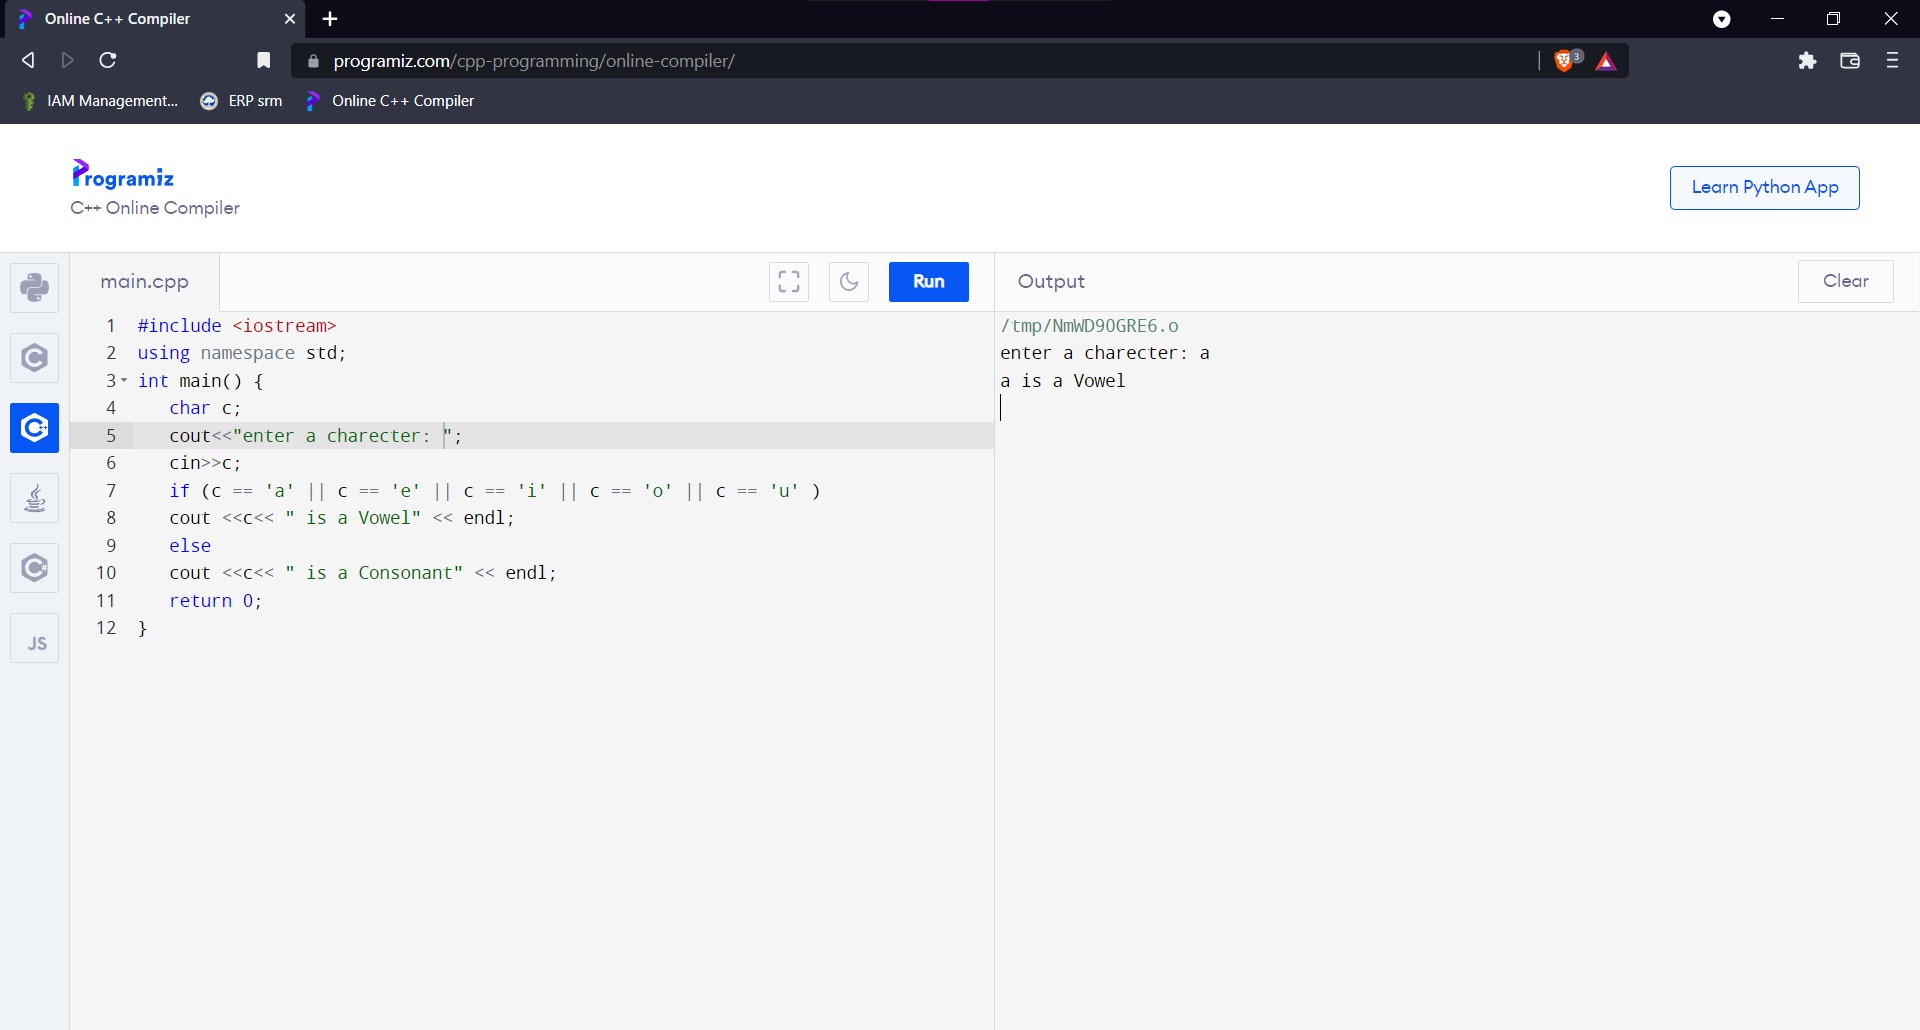 Online C++ Compiler
programiz.com/cpp-programming/online-compiler/
3
IAM Management...
ERP srm
Online C++ Compiler
Programiz
C++ Online Compiler
Learn Python App
main.cpp
Run
Output
Clear
1 #include <iostream>
2 using namespace std;
3 int main() {
4 char c;
5 cout<<"enter a charecter: ";
6 cin>>c;
7 if (c == 'a' || c == 'e' || c == 'i' || c == 'o' || c == 'u' )
8 cout <<c<< " is a Vowel" << endl;
9 else
10 cout <<c<< " is a Consonant" << endl;
11 return 0;
12 }
/tmp/NmWD9OGRE6.o
enter a charecter: a
a is a Vowel
C++
C#
JS